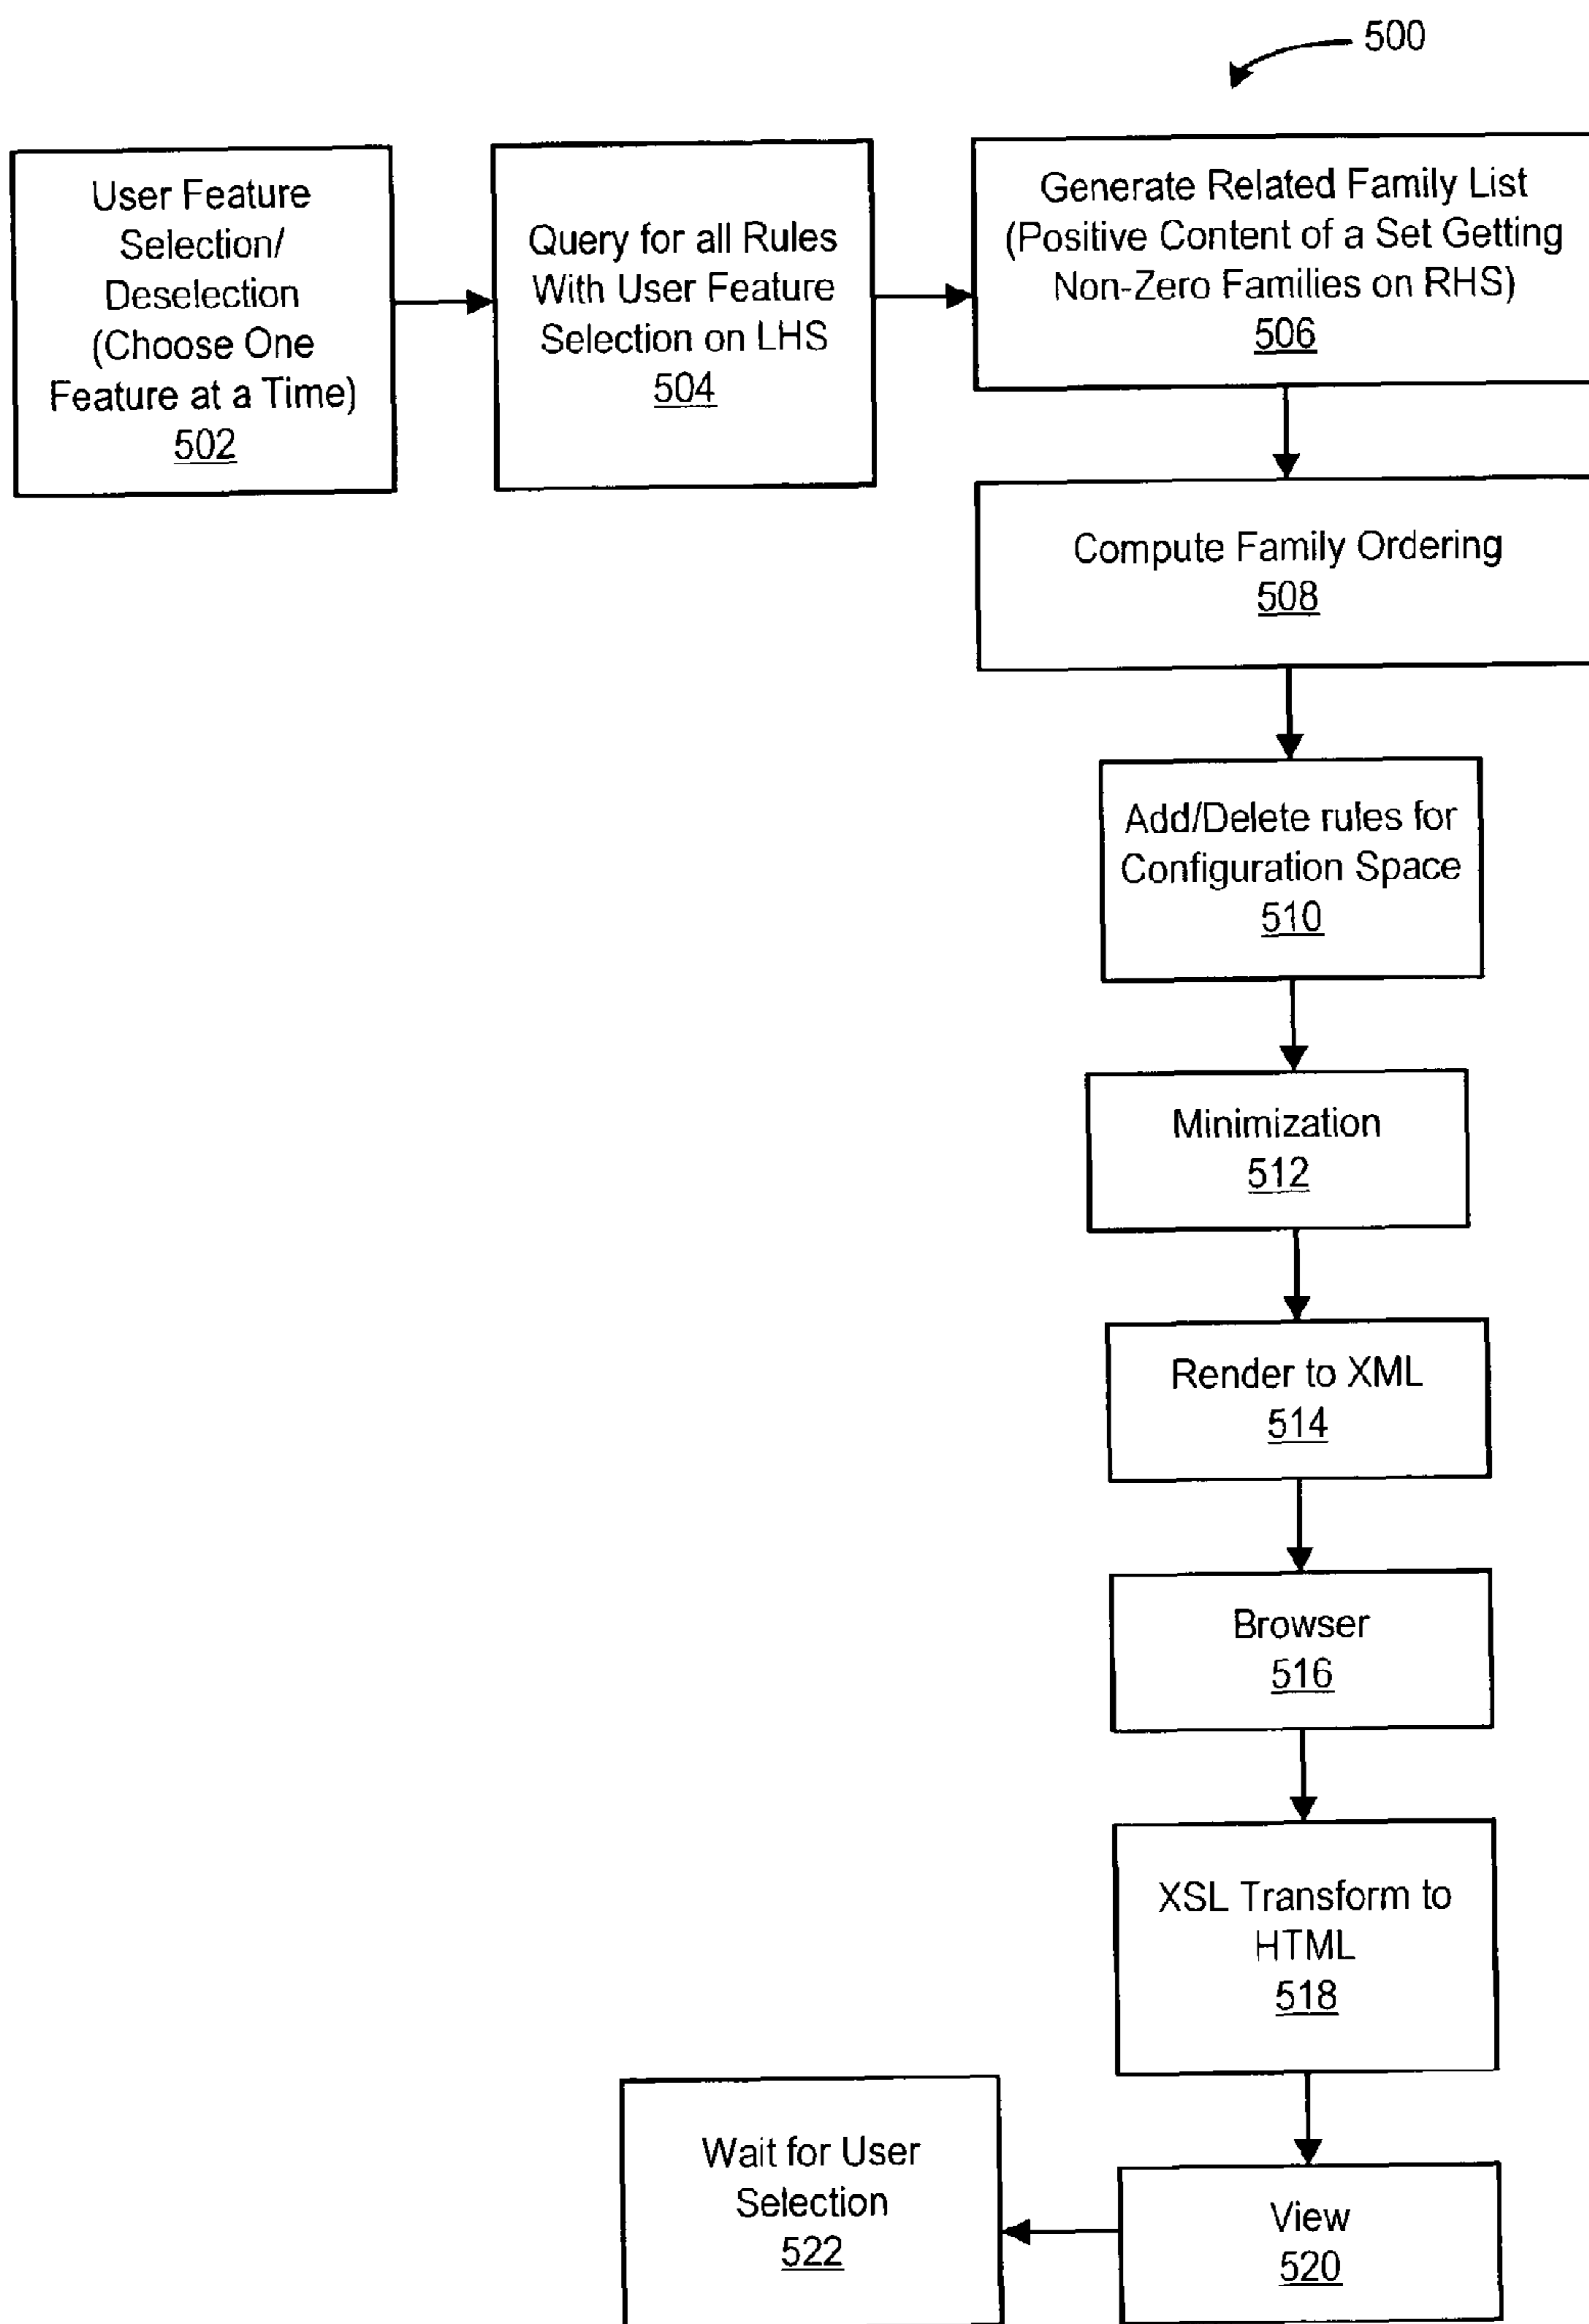 500
User Feature
Selection/
Deselection
(Choose One
Feature at a Time)
502
Query for all Rules
With User Feature
Selection on LHS
504
Generate Related Family List
(Positive Content of a Set Getting
Non-Zero Families on RHS)
506
Compute Family Ordering
508
Add/Delete rules for
Configuration Space
510
Minimization
512
Render to XML
514
Browser
516
XSL Transform to
HTML
518
View
520
Wait for User
Selection
522